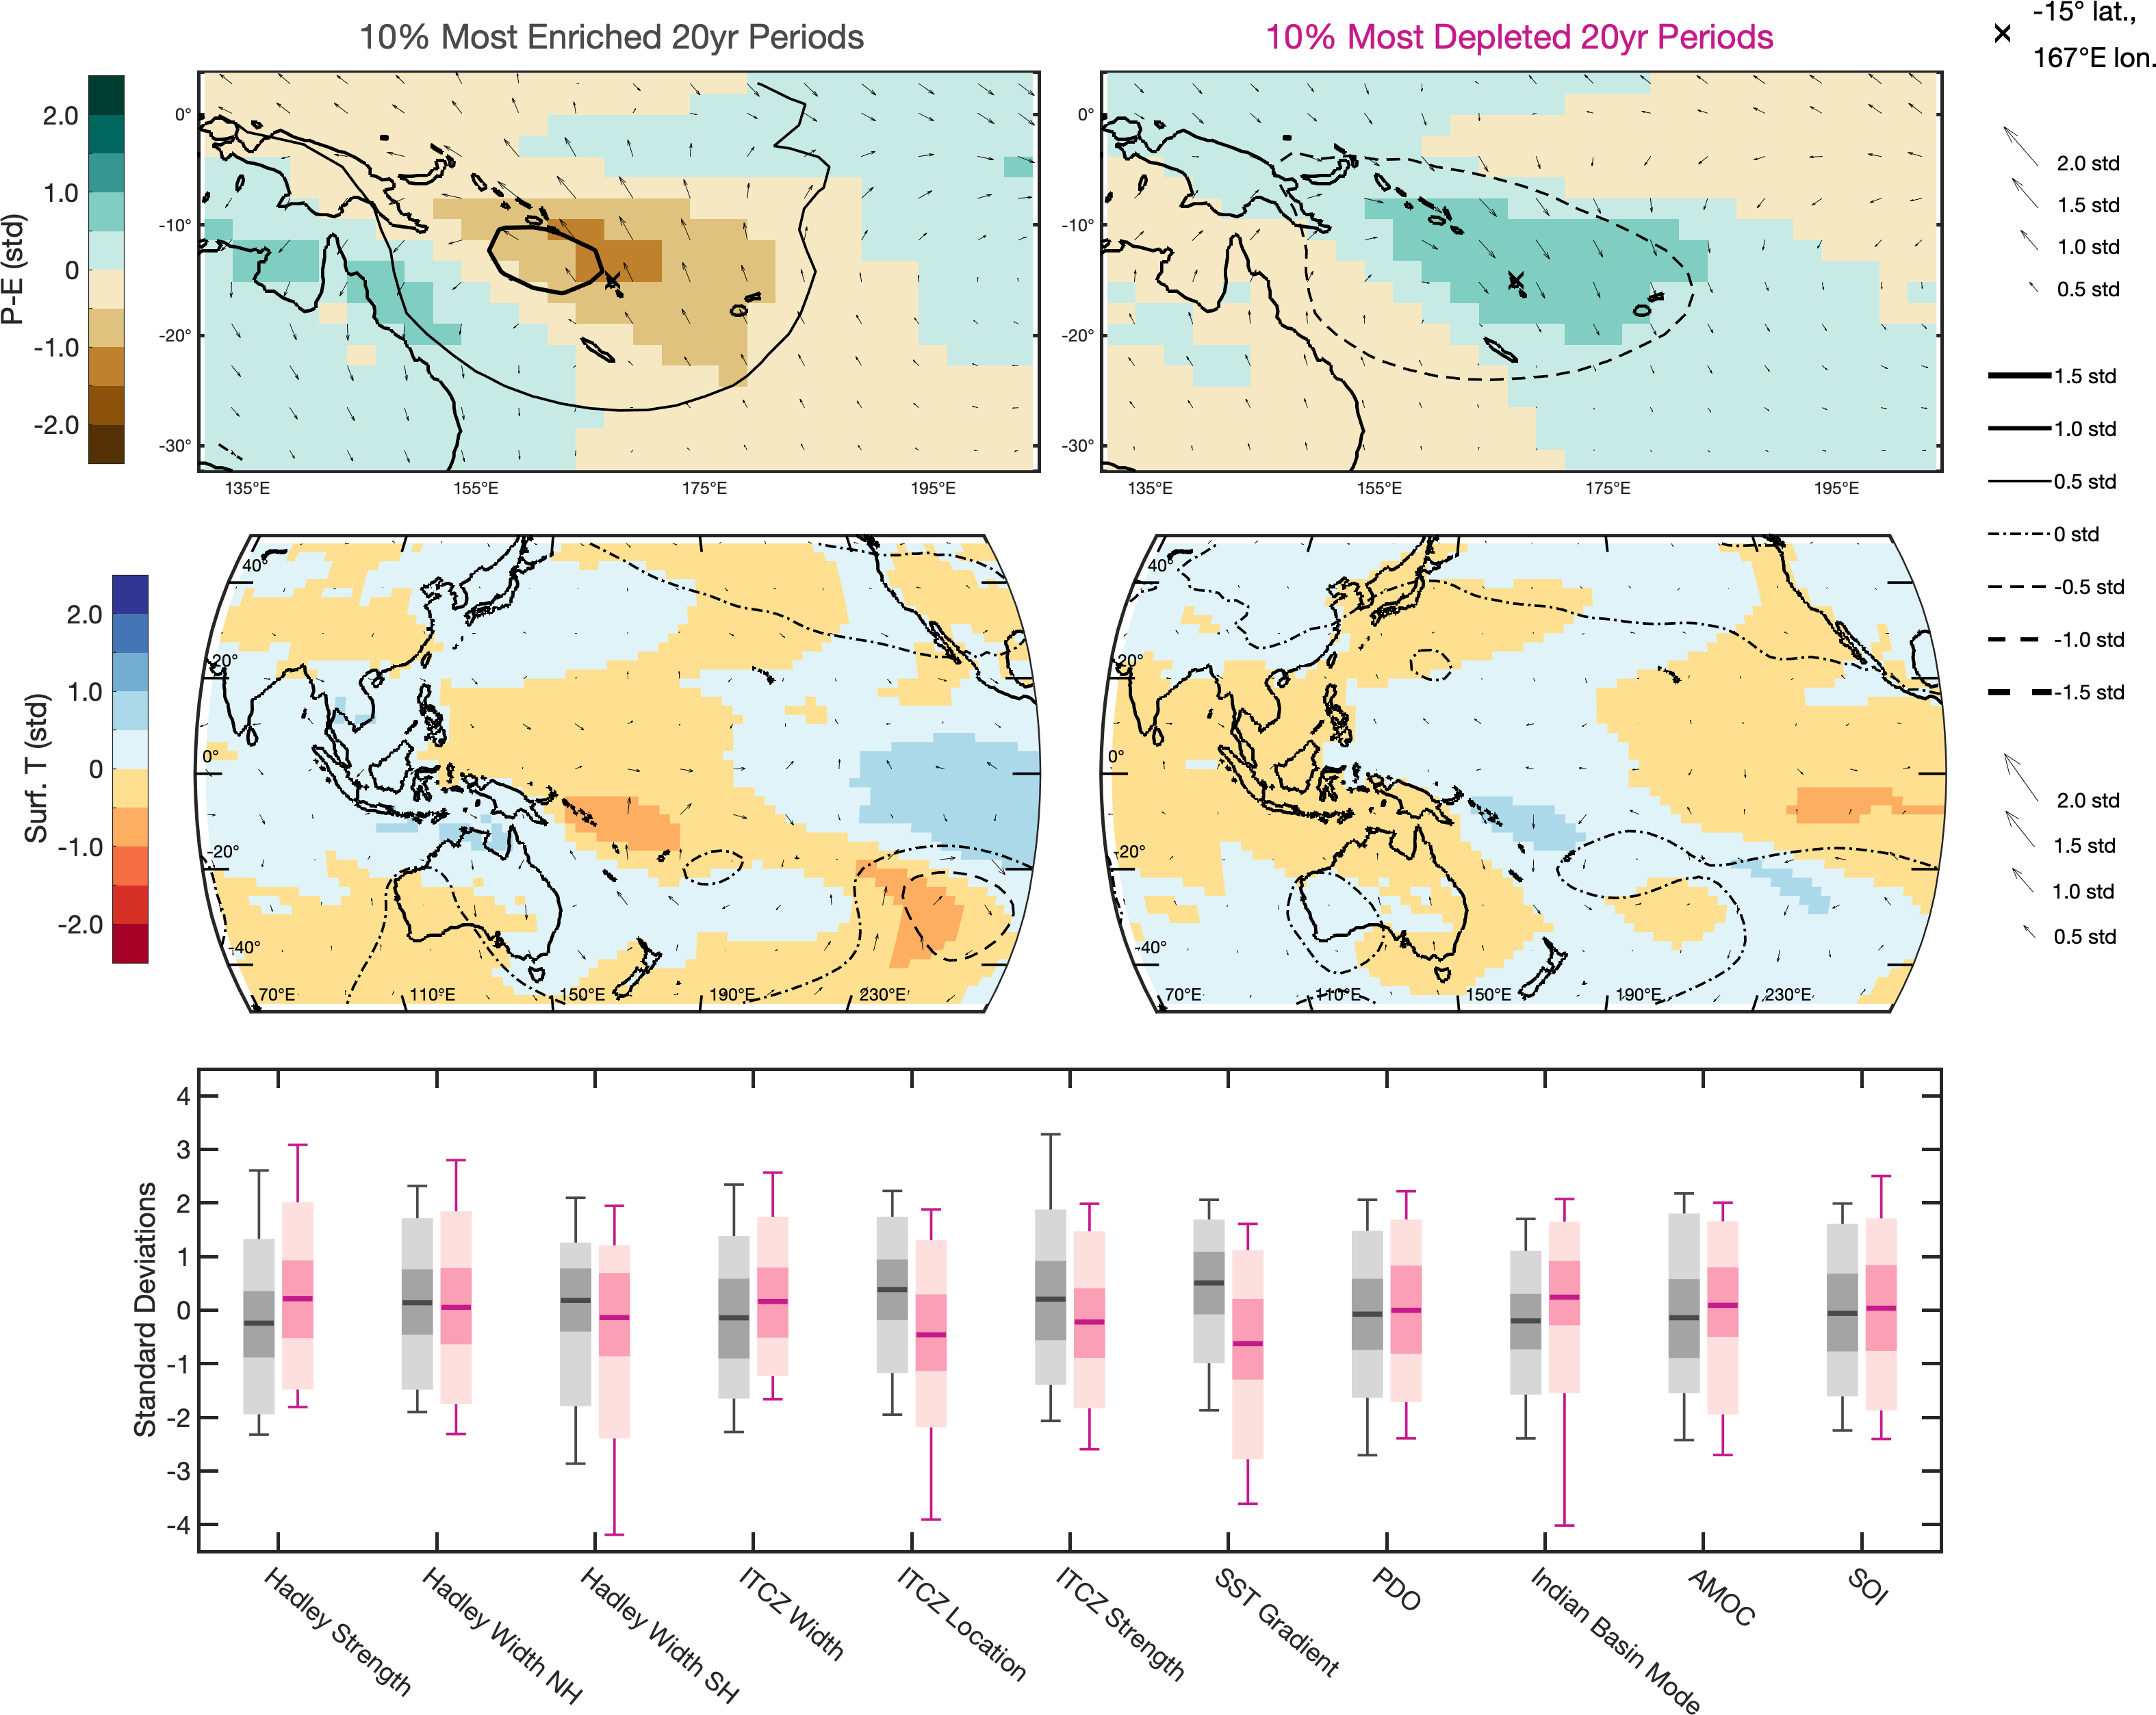 10% Most Enriched 20yr Periods
10% Most Depleted 20yr Periods
-15° lat.,
167°E lon.
P-E (std)
2.0
1.0
0
-1.0
-2.0
0°
-10°
-20°
-30°
135°E
155°E
175°E
195°E
0°
-10°
-20°
-30°
135°E
155°E
175°E
195°E
2.0 std
1.5 std
1.0 std
0.5 std
1.5 std
1.0 std
0.5 std
0 std
-0.5 std
-1.0 std
-1.5 std
Surf. T (std)
2.0
1.0
0
-1.0
-2.0
40°
20°
0°
-20°
-40°
70°E
110°E
150°E
190°E
230°E
40°
20°
0°
-20°
-40°
70°E
110°E
150°E
190°E
230°E
2.0 std
1.5 std
1.0 std
0.5 std
Standard Deviations
4
3
2
1
0
-1
-2
-3
-4
Hadley Strength
Hadley Width NH
Hadley Width SH
ITCZ Width
ITCZ Location
ITCZ Strength
SST Gradient
PDO
Indian Basin Mode
AMOC
SOI